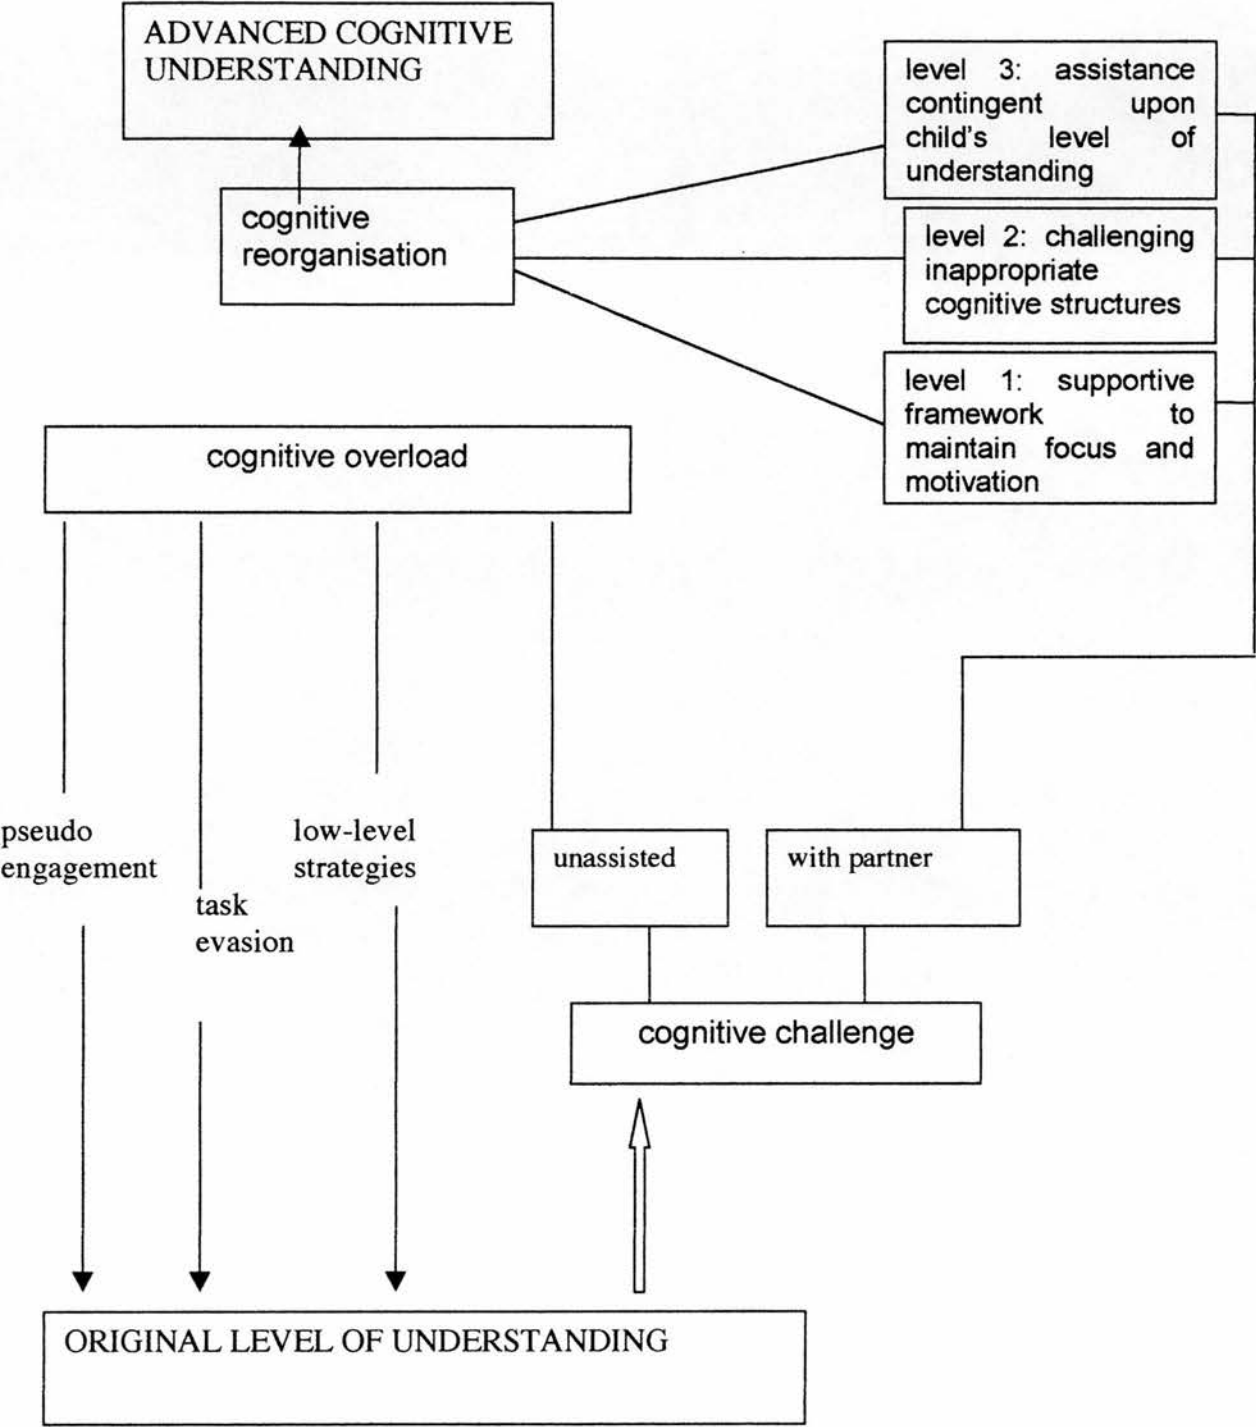 ADVANCED COGNITIVE
UNDERSTANDING
level 3: assistance
contingent upon
child's level of
understanding
cognitive
reorganisation
level 2: challenging
inappropriate
cognitive structures
level 1: supportive
framework to
maintain focus and
motivation
cognitive overload
pseudo
engagement
low-level
strategies
task
evasion
unassisted
with partner
cognitive challenge
ORIGINAL LEVEL OF UNDERSTANDING